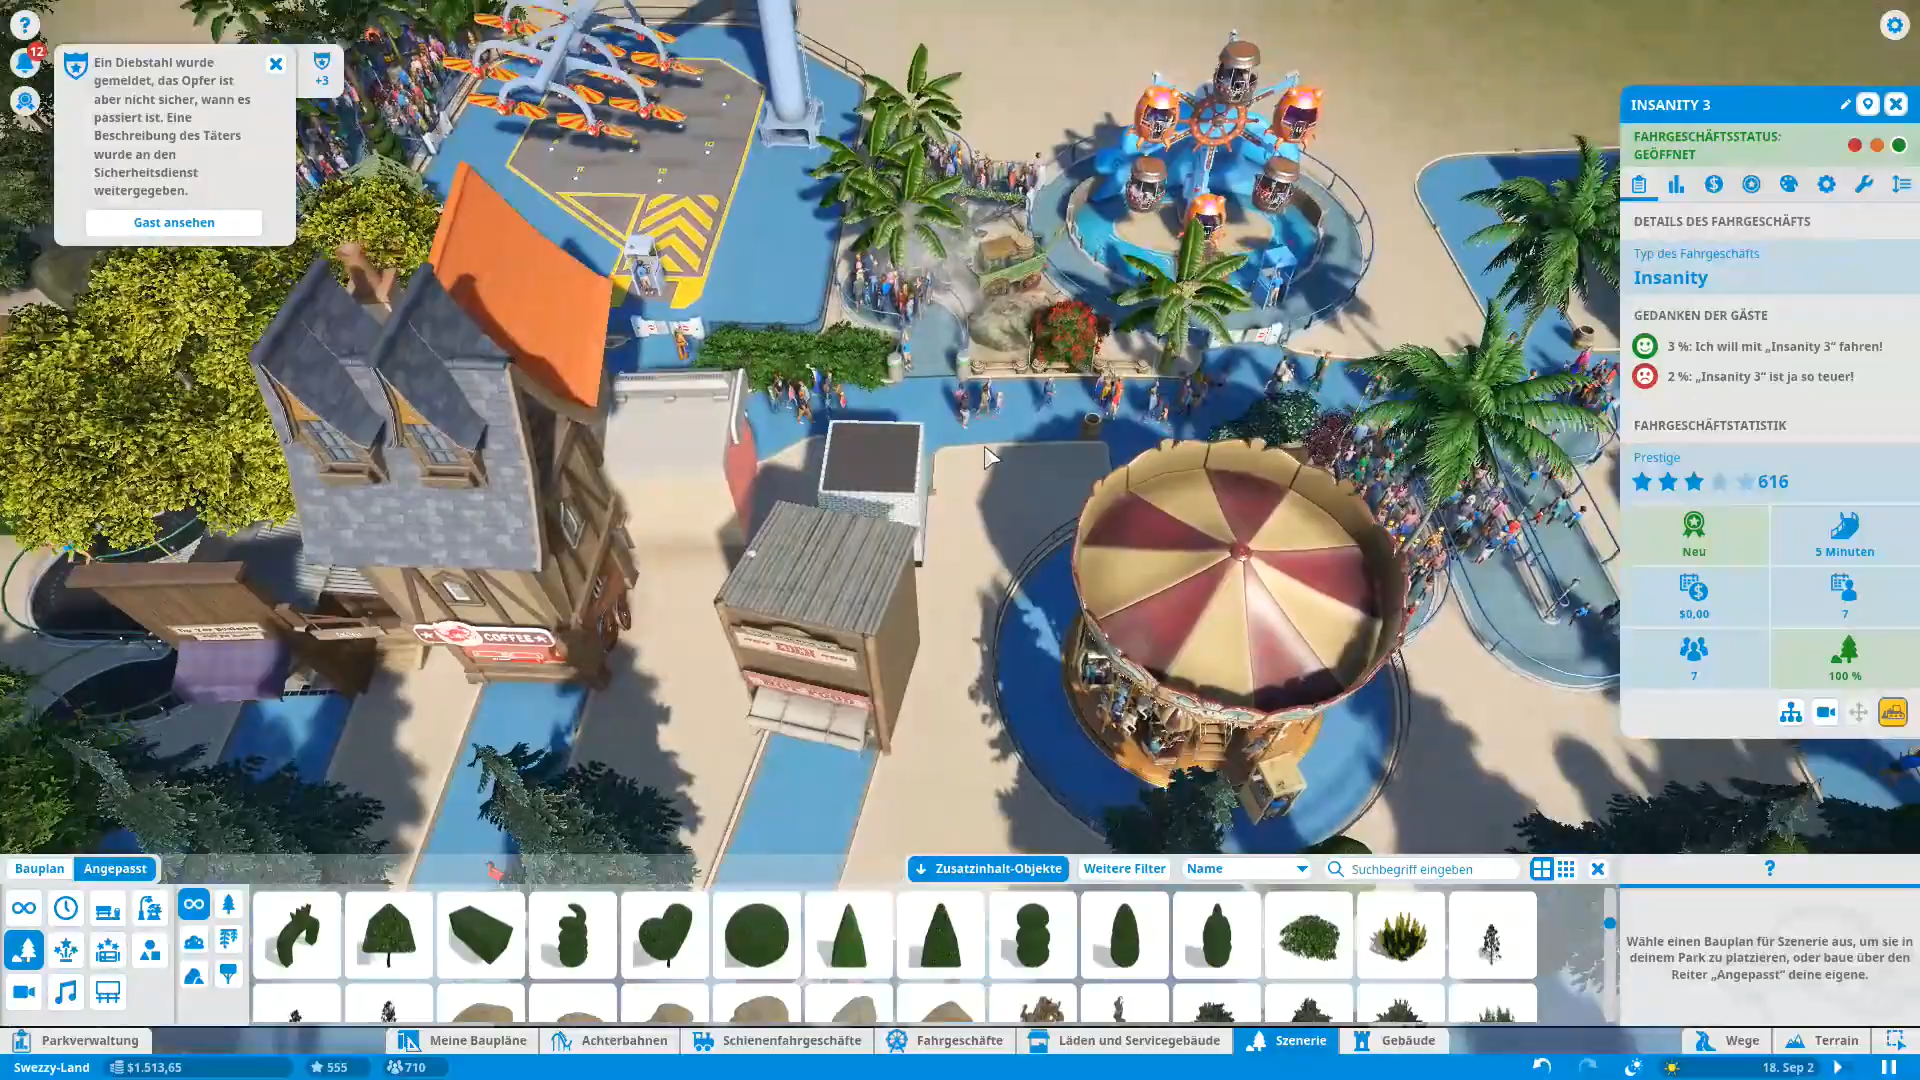 ?
12
Ein Diebstahl wurde
gemeldet, das Opfer ist
aber nicht sicher, wann es
passiert ist. Eine
Beschreibung des Täters
wurde an den
Sicherheitsdienst
weitergegeben.
Gast ansehen
+3
INSANITY 3
FAHRGESCHÄFTSSTATUS:
GEÖFFNET
DETAILS DES FAHRGESCHÄFTS
Typ des Fahrgeschäfts
Insanity
GEDANKEN DER GÄSTE
3 %: Ich will mit „Insanity 3“ fahren!
2 %: „Insanity 3“ ist ja so teuer!
FAHRGESCHÄFTSTATISTIK
Prestige
616
Neu
5 Minuten
$0,00
7
7
100 %
COFFEE
EDEN
Bauplan
Angepasst
Zusatzinhalt-Objekte
Weitere Filter
Name
Suchbegriff eingeben
?
Wähle einen Bauplan für Szenerie aus, um sie in
deinem Park zu platzieren, oder baue über den
Reiter „Angepasst“ deine eigene.
Parkverwaltung
Meine Baupläne
Achterbahnen
Schienenfahrgeschäfte
Fahrgeschäfte
Läden und Servicegebäude
Szenerie
Gebäude
Wege
Terrain
Swezzy-Land
$1.513,65
555
710
18. Sep 2